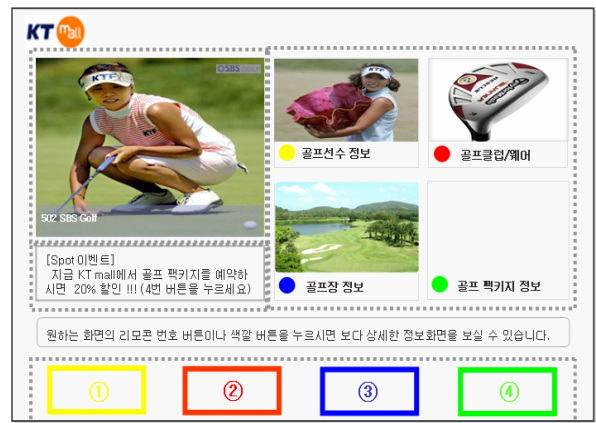 KT mall
KTF
SBS GOLF
502 SBS Golf
골프선수 정보
골프클럽/웨어
[Spot 이벤트]
지금 KT mall에서 골프 팩키지를 예약하
시면 20% 할인 !!! (4번 버튼을 누르세요)
골프장 정보
골프 팩키지 정보
원하는 화면의 리모콘 번호 버튼이나 색깔 버튼을 누르시면 보다 상세한 정보화면을 보실 수 있습니다.
① ② ③ ④